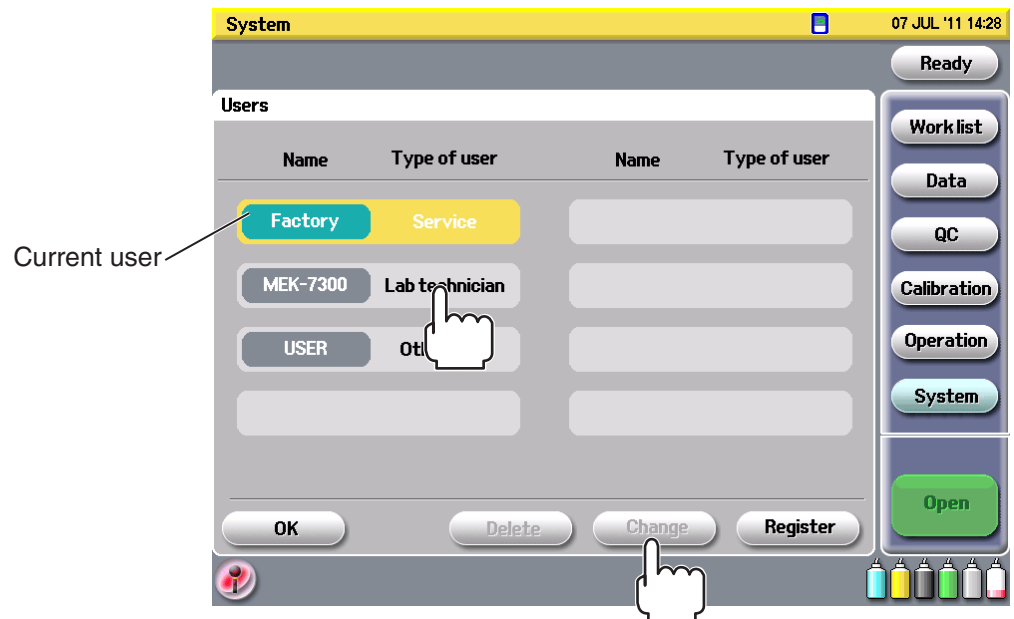 System 07 JUL '11 14:28
Ready
Users
Name Type of user Name Type of user
Work list
Data
Factory Service
QC
Current user
MEK-7300 Lab technician
Calibration
USER
Operation
System
Open
OK Delete Change Register